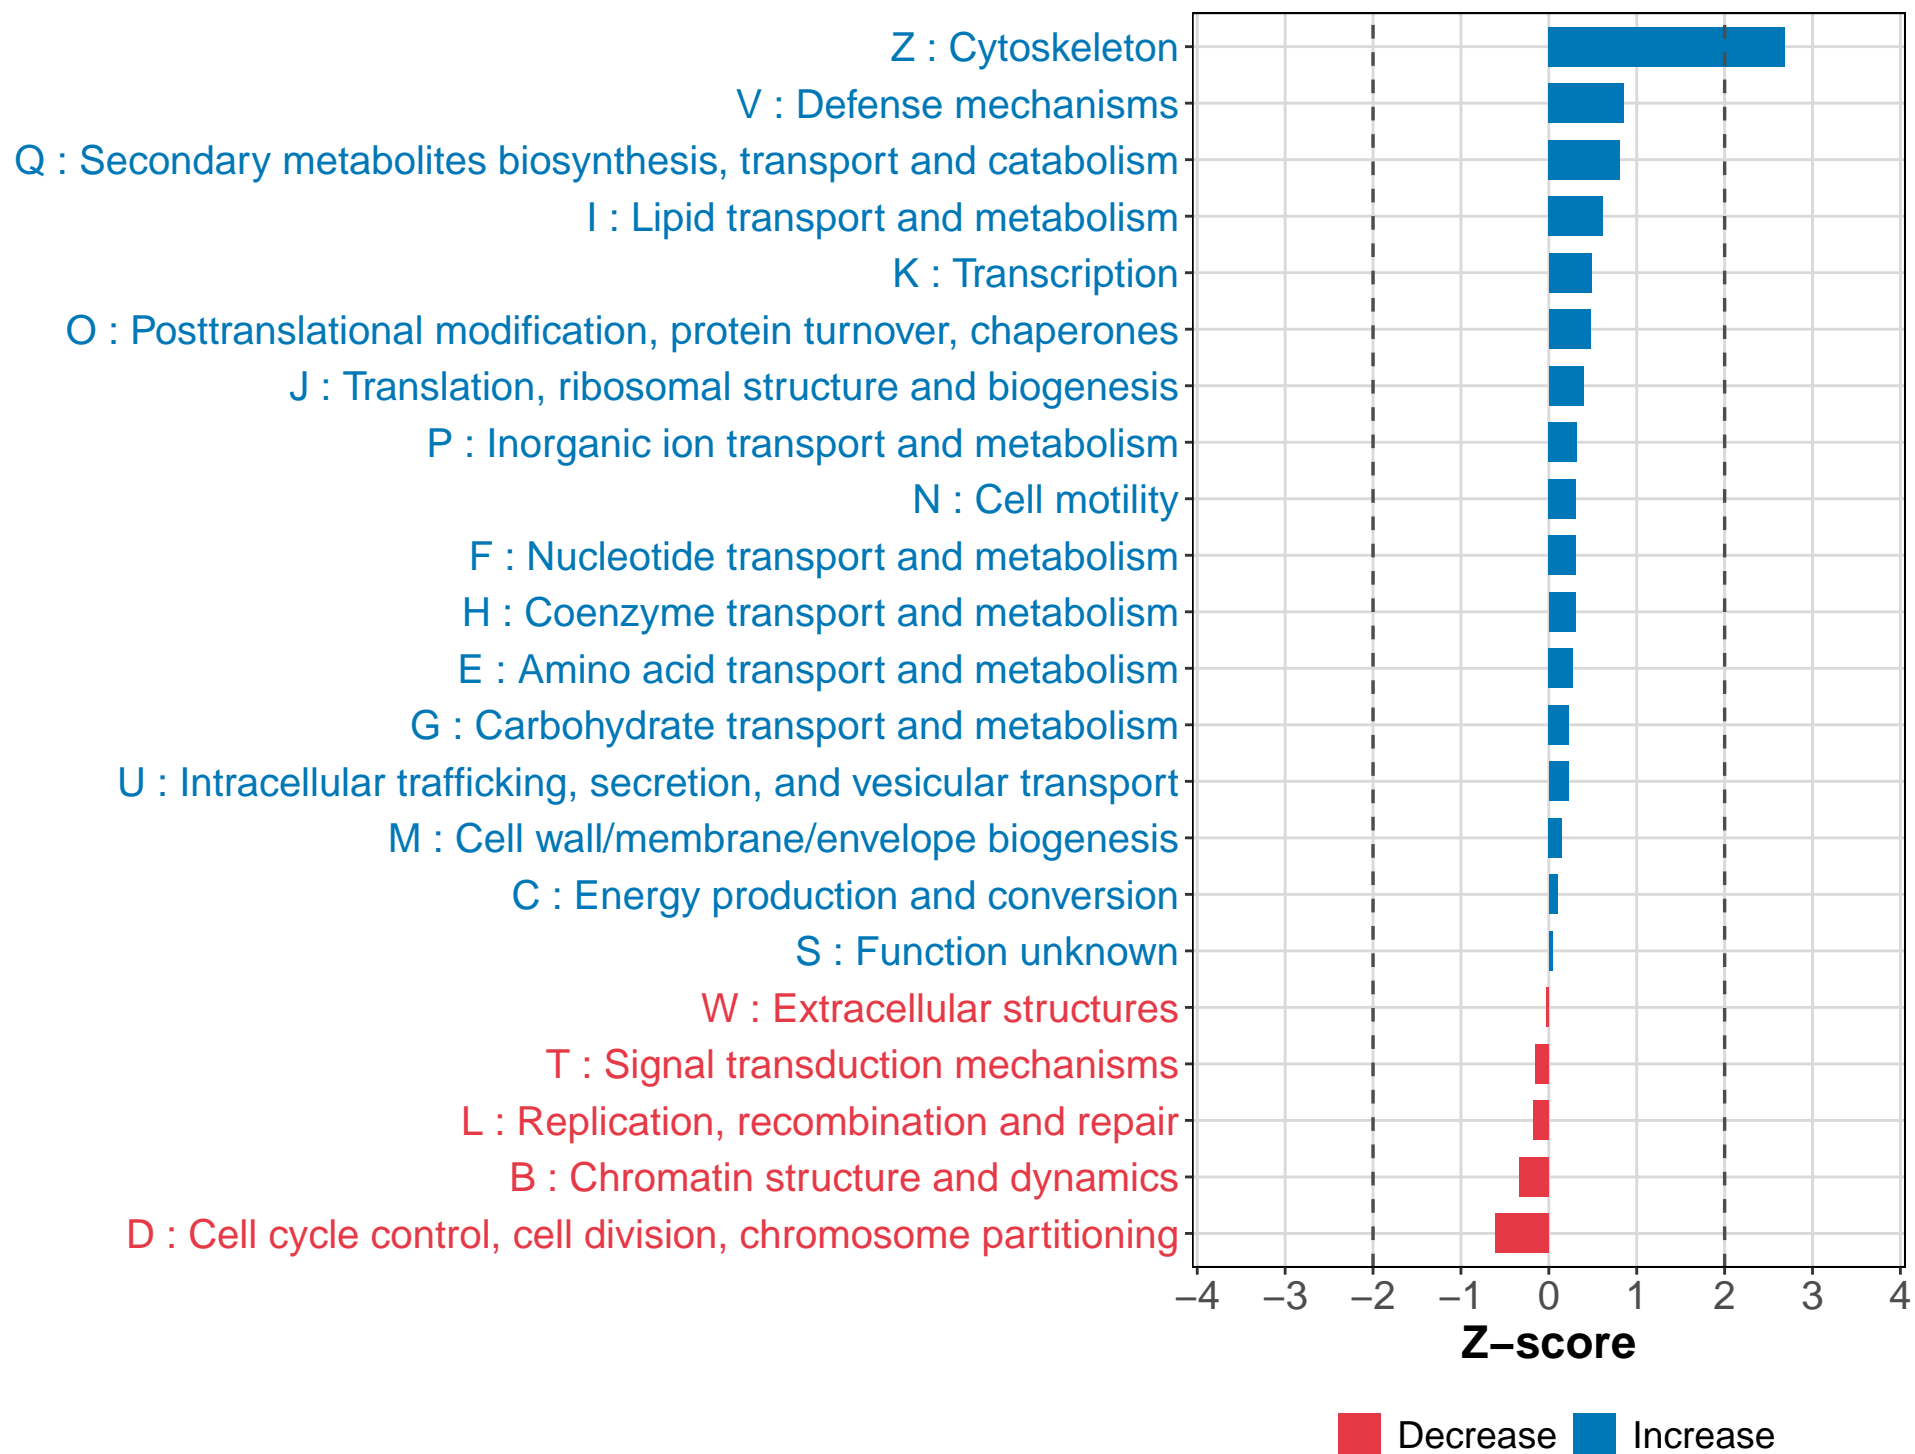 Z : Cytoskeleton
V : Defense mechanisms
Q : Secondary metabolites biosynthesis, transport and catabolism
I : Lipid transport and metabolism
K : Transcription
O : Posttranslational modification, protein turnover, chaperones
J : Translation, ribosomal structure and biogenesis
P : Inorganic ion transport and metabolism
N : Cell motility
F : Nucleotide transport and metabolism
H : Coenzyme transport and metabolism
E : Amino acid transport and metabolism
G : Carbohydrate transport and metabolism
U : Intracellular trafficking, secretion, and vesicular transport
M : Cell wall/membrane/envelope biogenesis
C : Energy production and conversion
S : Function unknown
W : Extracellular structures
T : Signal transduction mechanisms
L : Replication, recombination and repair
B : Chromatin structure and dynamics
D : Cell cycle control, cell division, chromosome partitioning
−4 −3 −2 −1 0 1 2 3 4
Z−score
Decrease Increase